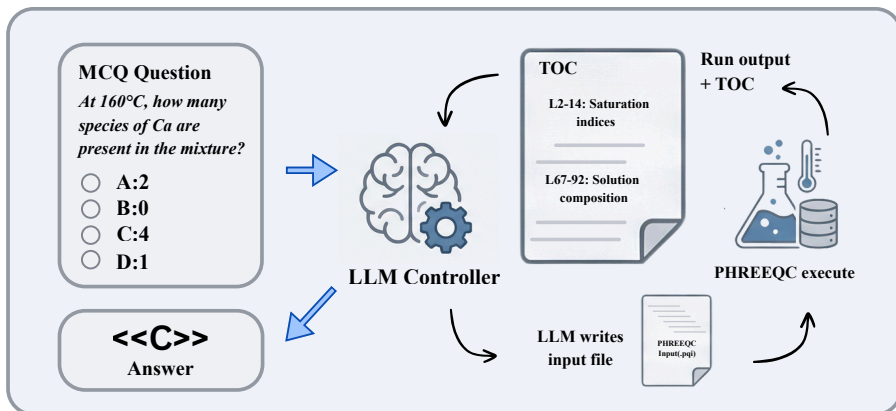 MCQ Question
At 160°C, how many
species of Ca are
present in the mixture?
A:2
B:0
C:4
D:1
<<C>>
Answer
LLM Controller
TOC
L2-14: Saturation
indices
L67-92: Solution
composition
Run output
+ TOC
PHREEQC execute
LLM writes
input file
PHREEQC
Input(.pqi)